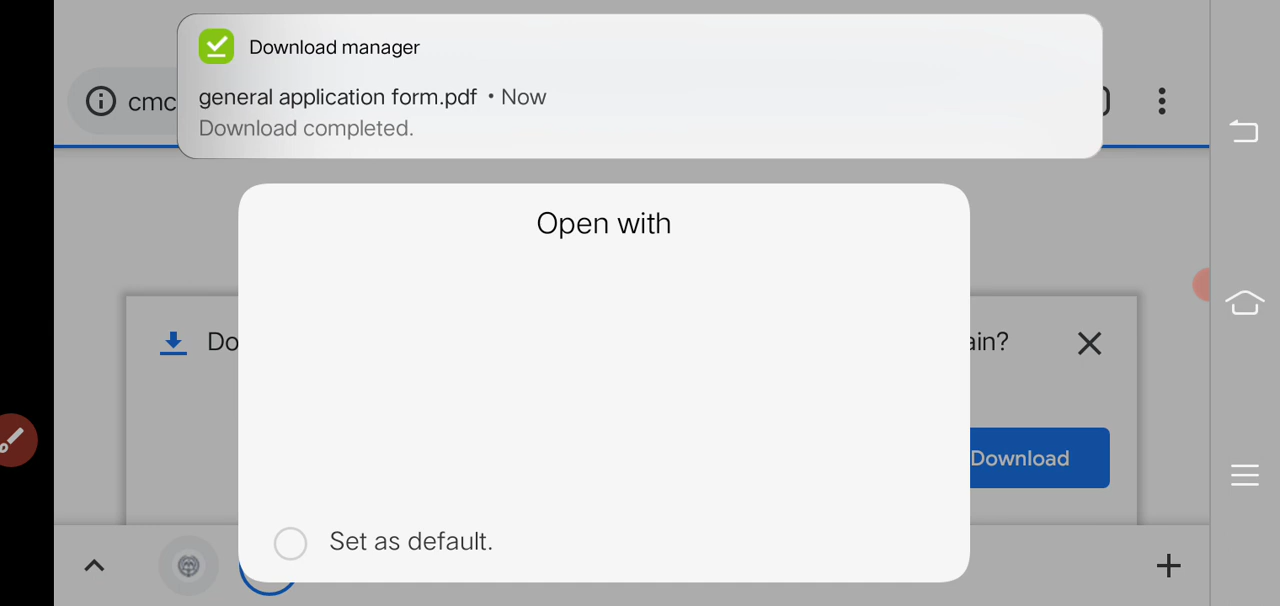 Download manager
general application form.pdf • Now
Download completed.
cmc
Open with
Do
ain?
Download
Set as default.